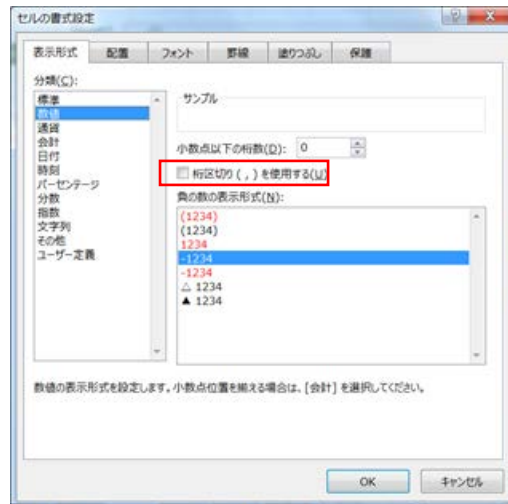 セルの書式設定
表示形式 配置 フォント 罫線 塗りつぶし 保護
分類(C):
標準
数値
通貨
会計
日付
時刻
パーセンテージ
分数
指数
文字列
その他
ユーザー定義
サンプル
小数点以下の桁数(D): 0
桁区切り( , )を使用する(U)
負の数の表示形式(N):
(1234)
(1234)
1234
-1234
-1234
△ 1234
▲ 1234
数値の表示形式を設定します。小数点位置を揃える場合は、[会計] を選択してください。
OK キャンセル